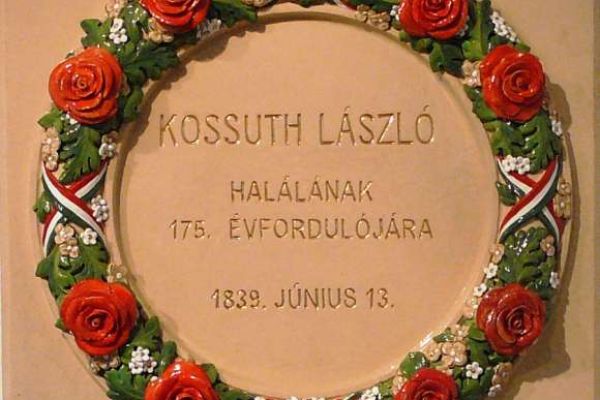 KOSSUTH LÁSZLÓ
HALÁLÁNAK
175. ÉVFORDULÓJÁRA
1839. JÚNIUS 13.